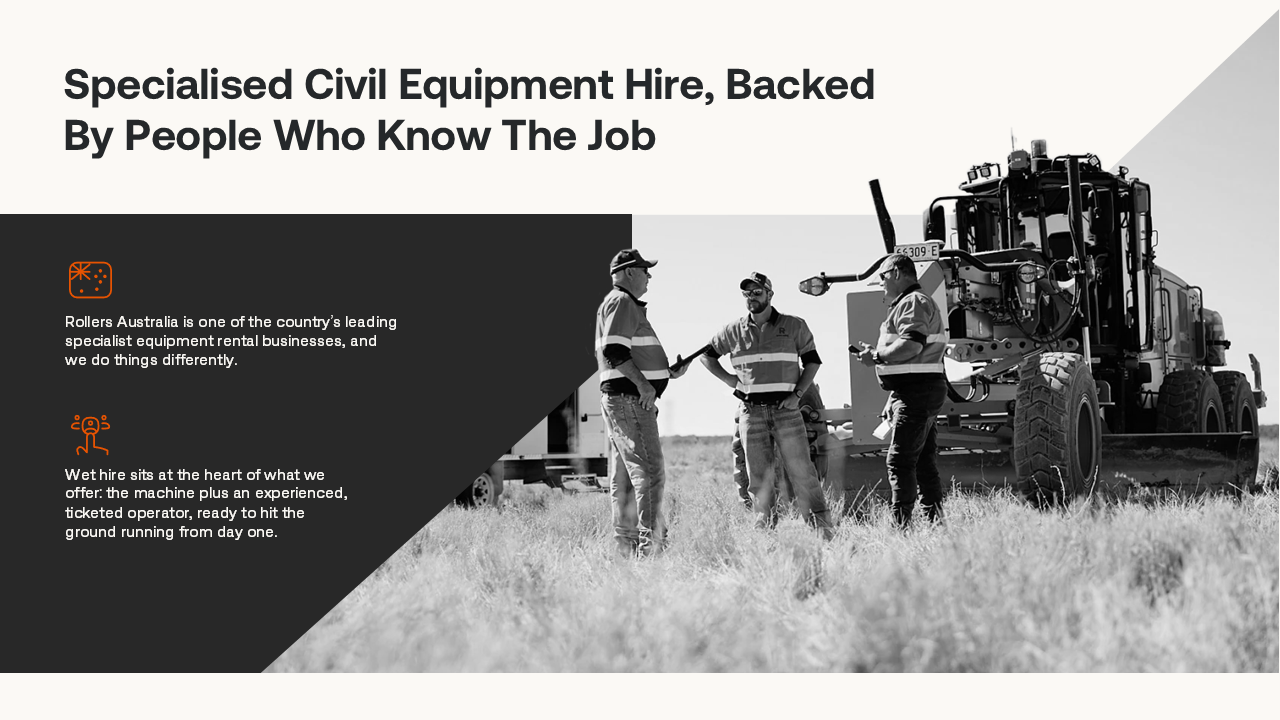 Specialised Civil Equipment Hire, Backed
By People Who Know The Job
Rollers Australia is one of the country's leading
specialist equipment rental businesses, and
we do things differently.
Wet hire sits at the heart of what we
offer: the machine plus an experienced,
ticketed operator, ready to hit the
ground running from day one.